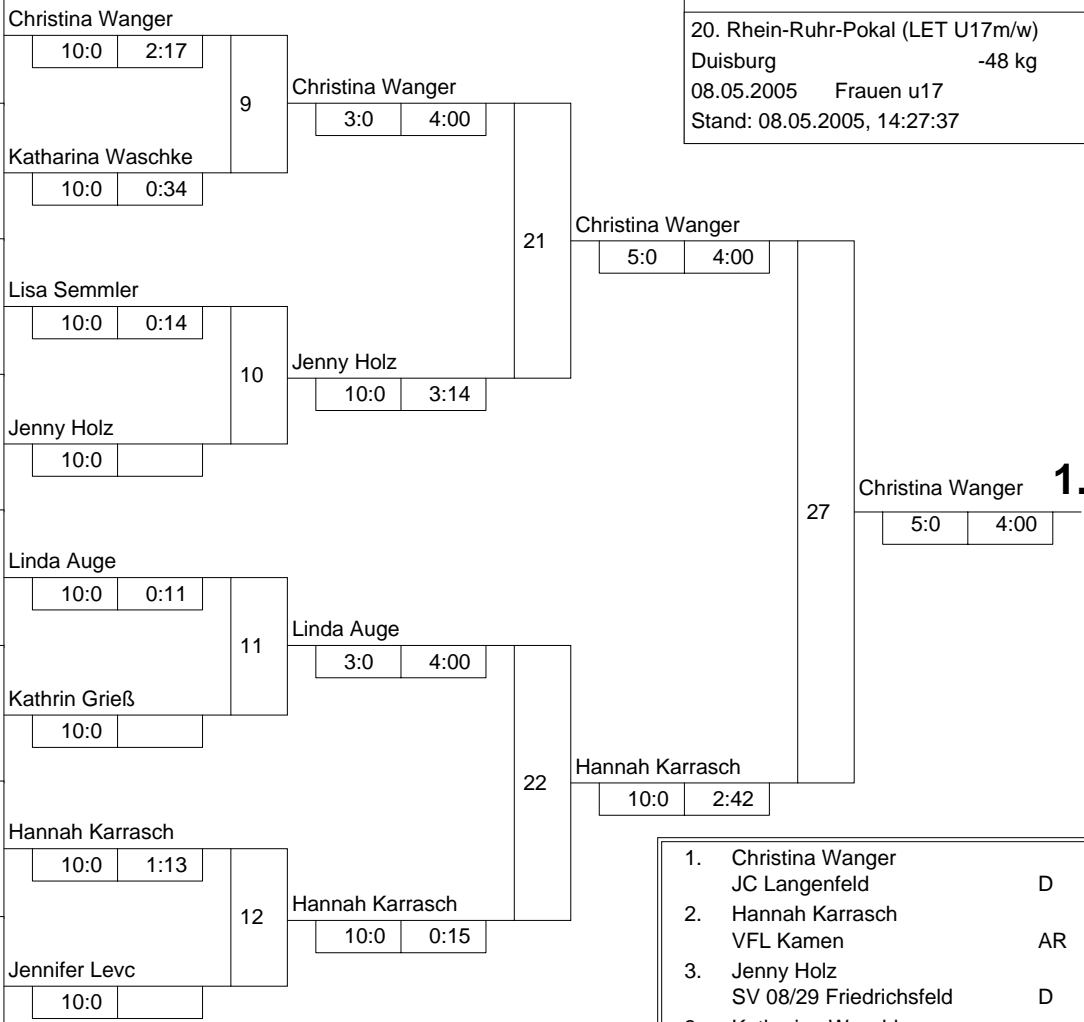 20. Rhein-Ruhr-Pokal (LET U17m/w)
Duisburg -48 kg
08.05.2005 Frauen u17
Stand: 08.05.2005, 14:27:37
Christina Wanger
10:0 2:17
9
Katharina Waschke
10:0 0:34
Christina Wanger
3:0 4:00
Lisa Semmler
10:0 0:14
10
Jenny Holz
10:0
Jenny Holz
10:0 3:14
21
Christina Wanger
5:0 4:00
Linda Auge
10:0 0:11
11
Kathrin Grieß
10:0
Linda Auge
3:0 4:00
Hannah Karrasch
10:0 1:13
12
Jennifer Levc
10:0
Hannah Karrasch
10:0 0:15
22
Hannah Karrasch
10:0 2:42
27
Christina Wanger 1.
5:0 4:00
1. Christina Wanger
JC Langenfeld D
2. Hannah Karrasch
VFL Kamen AR
3. Jenny Holz
SV 08/29 Friedrichsfeld D